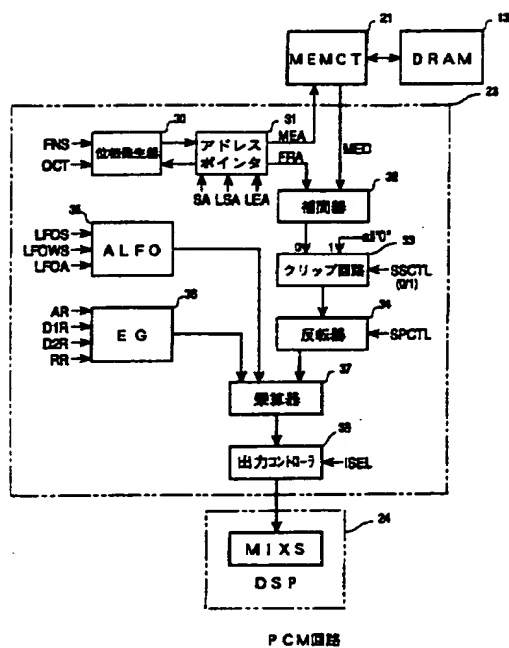 21
MEMCT
13
DRAM
23
30
FNS
OCT
位相発生器
31
アドレス
ポインタ
MEA
FRA
SA LSA LEA
MED
32
補間器
35
LFOS
LFOWS
LFOA
ALFO
0 1
"0"
33
クリップ回路
SSCTL
(0/1)
36
AR
D1R
D2R
RR
EG
34
反転器
SPCTL
37
乗算器
38
出力コントローラ
ISEL
24
MIXS
DSP
PCM回路